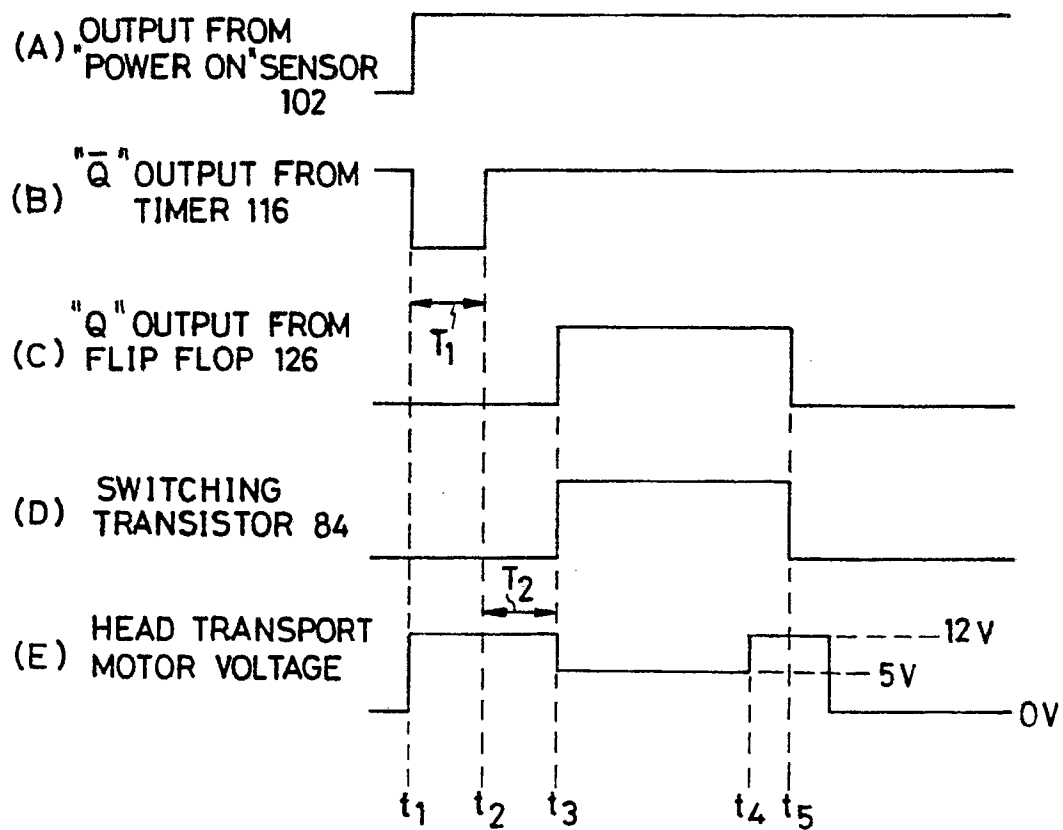 (A) OUTPUT FROM
"POWER ON" SENSOR
102
(B) "Q̅" OUTPUT FROM
TIMER 116
T1
(C) "Q" OUTPUT FROM
FLIP FLOP 126
(D) SWITCHING
TRANSISTOR 84
T2
(E) HEAD TRANSPORT
MOTOR VOLTAGE
12V
5V
0V
t1 t2 t3 t4 t5